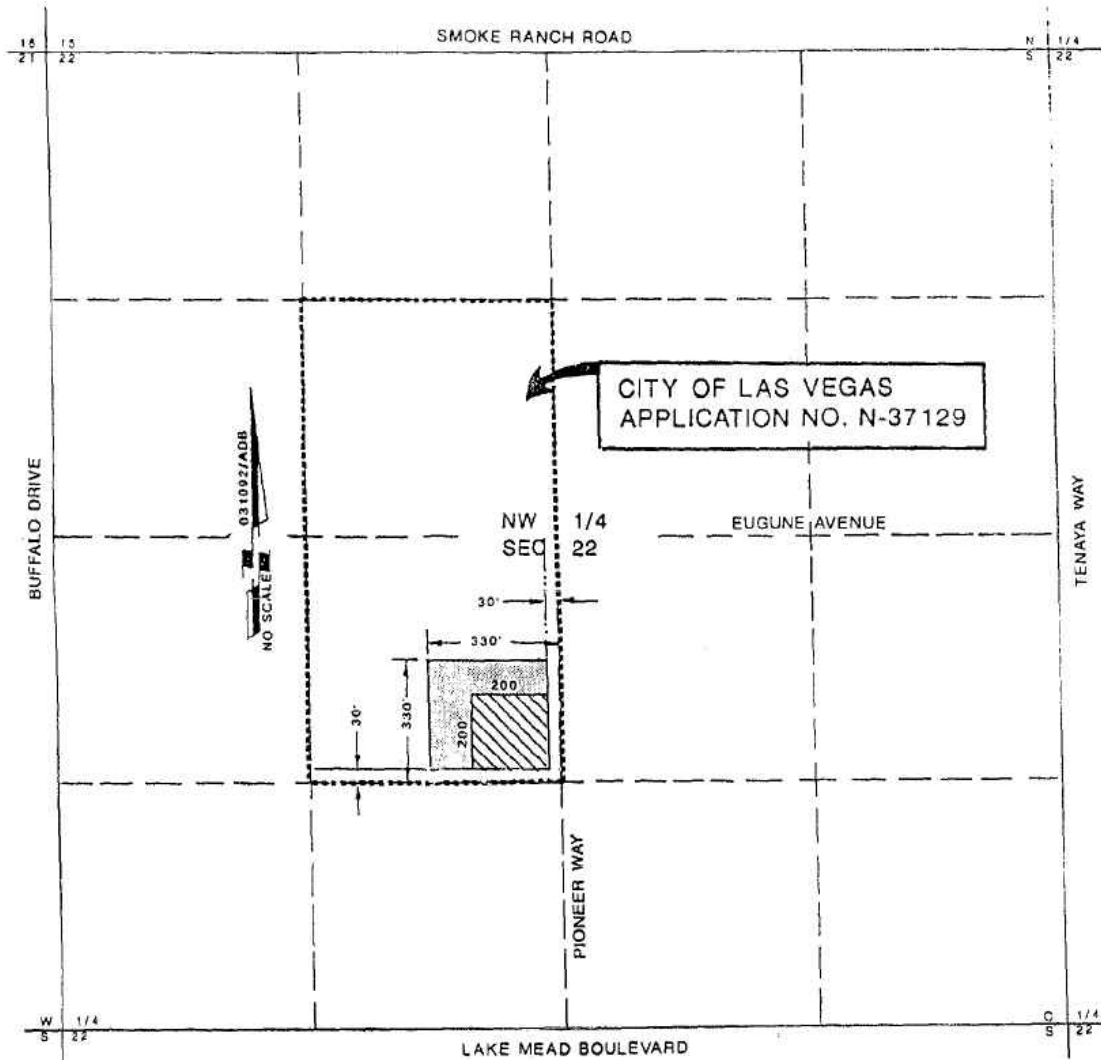 SMOKE RANCH ROAD
16 15
21 22
N 1/4
S 22
CITY OF LAS VEGAS
APPLICATION NO. N-37129
BUFFALO DRIVE
031092/ADB
NO SCALE
NW 1/4
SEC 22
EUGUNE AVENUE
TENAYA WAY
30'
330'
330'
30'
200'
200'
PIONEER WAY
W 1/4
S 22
C 1/4
S 22
LAKE MEAD BOULEVARD